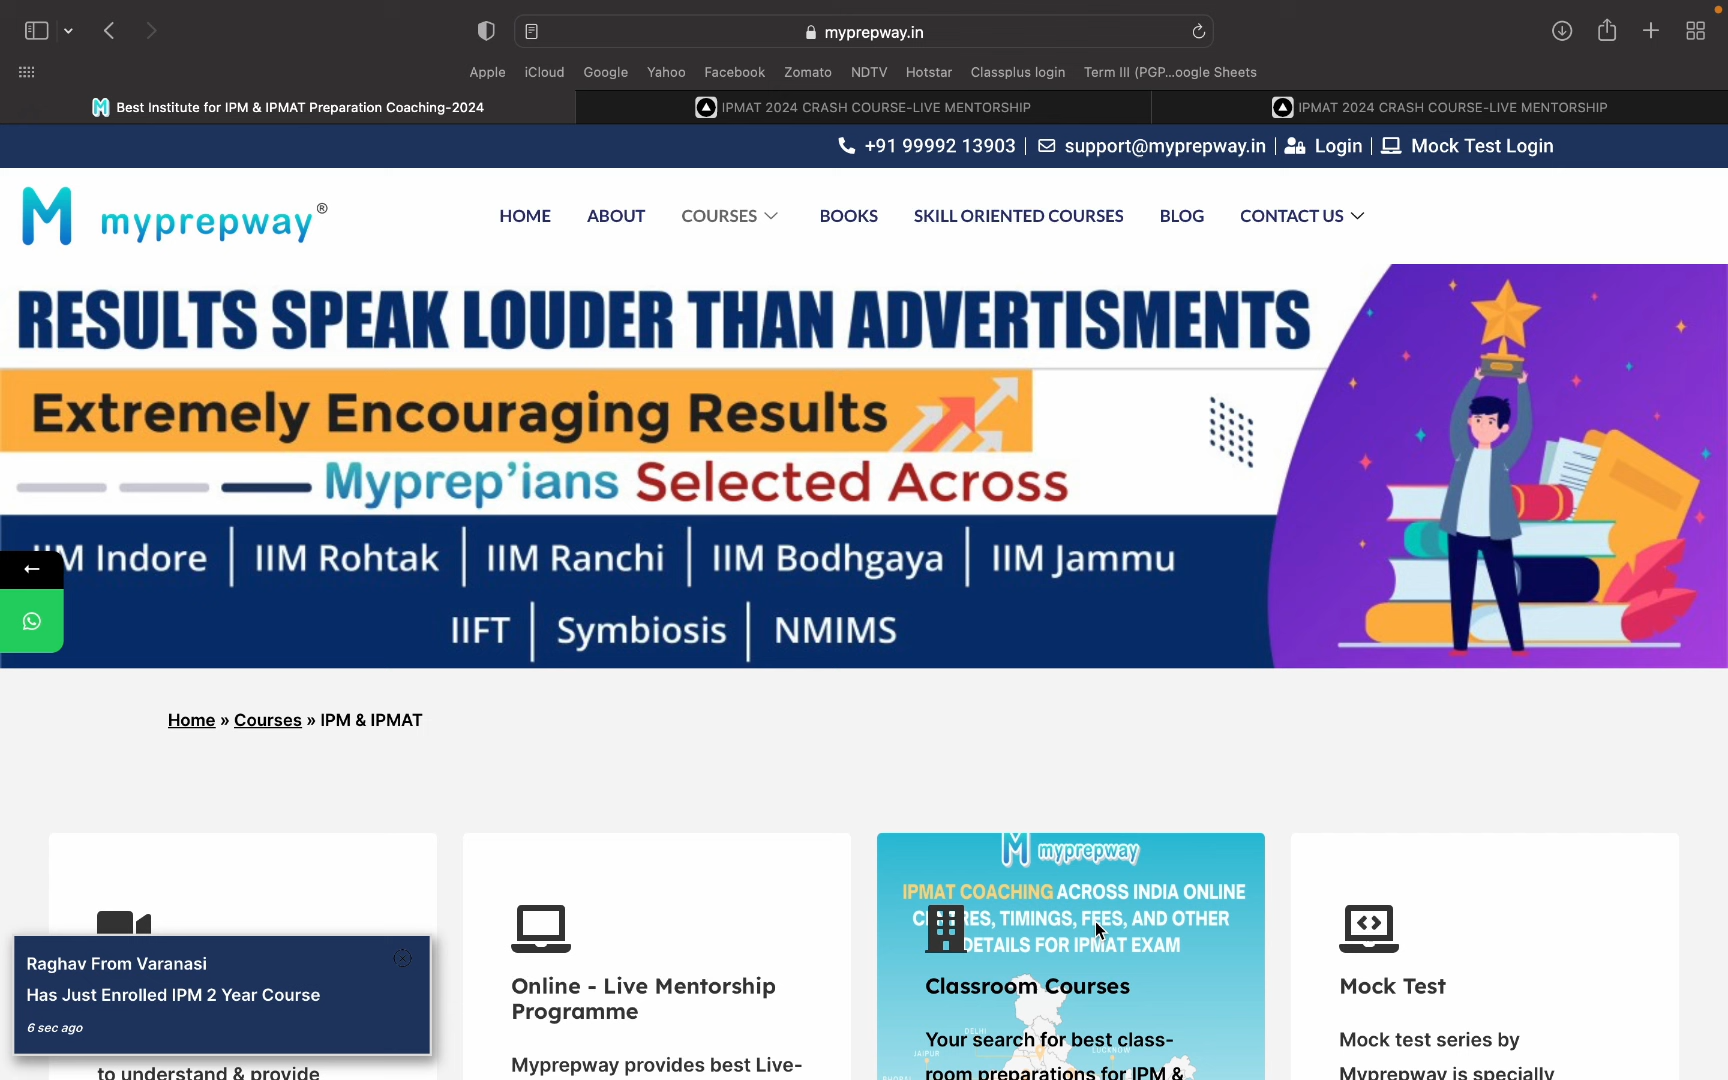 myprepway.in
Apple iCloud Google Yahoo Facebook Zomato NDTV Hotstar Classplus login Term III (PGP...oogle Sheets
Best Institute for IPM & IPMAT Preparation Coaching-2024
IPMAT 2024 CRASH COURSE-LIVE MENTORSHIP
IPMAT 2024 CRASH COURSE-LIVE MENTORSHIP
+91 99992 13903 | support@myprepway.in | Login | Mock Test Login
M myprepway®
HOME ABOUT COURSES BOOKS SKILL ORIENTED COURSES BLOG CONTACT US
RESULTS SPEAK LOUDER THAN ADVERTISMENTS
Extremely Encouraging Results
Myprep'ians Selected Across
IIM Indore | IIM Rohtak | IIM Ranchi | IIM Bodhgaya | IIM Jammu
IIFT | Symbiosis | NMIMS
Home » Courses » IPM & IPMAT
Raghav From Varanasi
Has Just Enrolled IPM 2 Year Course
6 sec ago
to understand & provide
Online - Live Mentorship
Programme
Myprepway provides best Live-
M myprepway
IPMAT COACHING ACROSS INDIA ONLINE
CENTRES, TIMINGS, FEES, AND OTHER
DETAILS FOR IPMAT EXAM
Classroom Courses
DELHI
JAIPUR
LUCKNOW
Your search for best class-
room preparations for IPM &
Mock Test
Mock test series by
Myprepway is specially